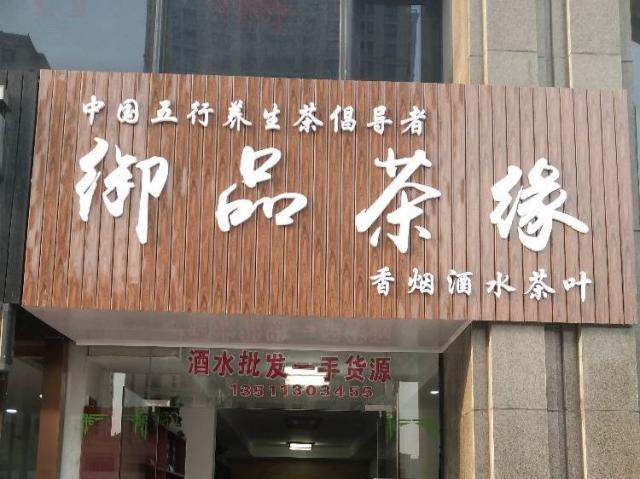 中国五行养生茶倡导者
御品茶缘
香烟酒水茶叶
酒水批发一手货源
13511303455